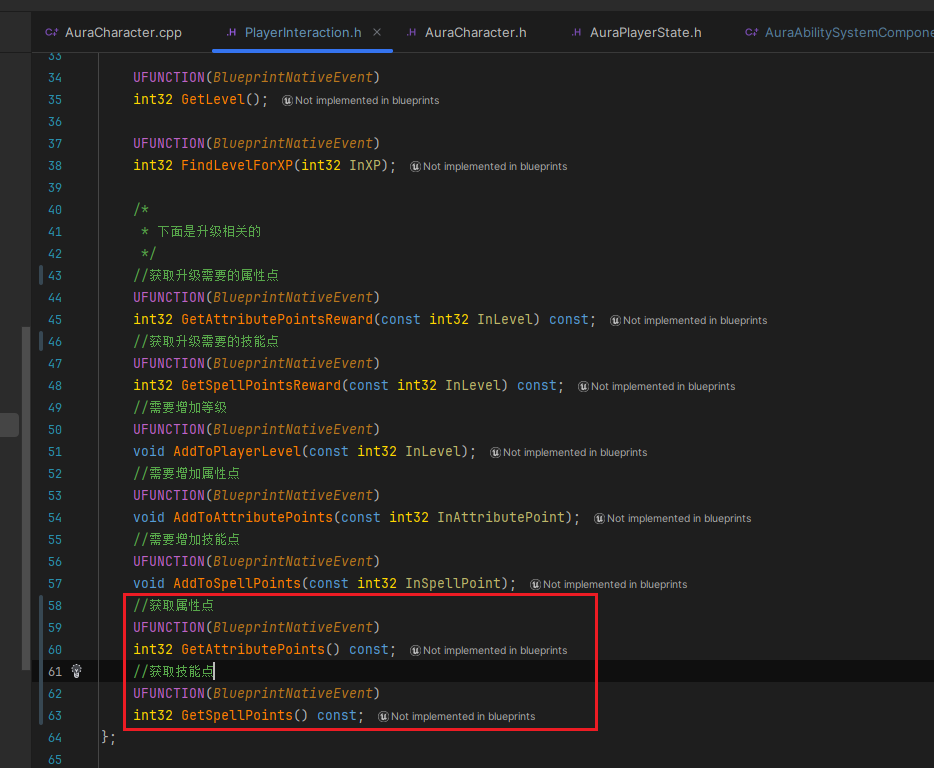 AuraCharacter.cpp PlayerInteraction.h AuraCharacter.h AuraPlayerState.h AuraAbilitySystemCompone
33
34 UFUNCTION(BlueprintNativeEvent)
35 int32 GetLevel(); Not implemented in blueprints
36
37 UFUNCTION(BlueprintNativeEvent)
38 int32 FindLevelForXP(int32 InXP); Not implemented in blueprints
39
40 /*
41 * 下面是升级相关的
42 */
43 //获取升级需要的属性点
44 UFUNCTION(BlueprintNativeEvent)
45 int32 GetAttributePointsReward(const int32 InLevel) const; Not implemented in blueprints
46 //获取升级需要的技能点
47 UFUNCTION(BlueprintNativeEvent)
48 int32 GetSpellPointsReward(const int32 InLevel) const; Not implemented in blueprints
49 //需要增加等级
50 UFUNCTION(BlueprintNativeEvent)
51 void AddToPlayerLevel(const int32 InLevel); Not implemented in blueprints
52 //需要增加属性点
53 UFUNCTION(BlueprintNativeEvent)
54 void AddToAttributePoints(const int32 InAttributePoint); Not implemented in blueprints
55 //需要增加技能点
56 UFUNCTION(BlueprintNativeEvent)
57 void AddToSpellPoints(const int32 InSpellPoint); Not implemented in blueprints
58 //获取属性点
59 UFUNCTION(BlueprintNativeEvent)
60 int32 GetAttributePoints() const; Not implemented in blueprints
61 //获取技能点
62 UFUNCTION(BlueprintNativeEvent)
63 int32 GetSpellPoints() const; Not implemented in blueprints
64 };
65